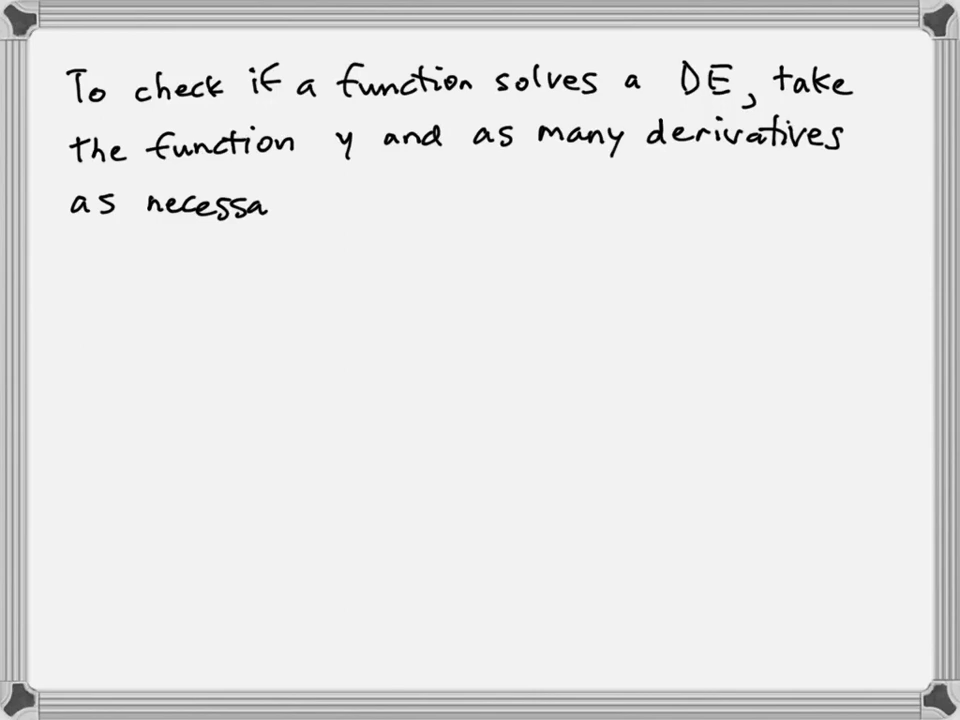 To check if a function solves a DE, take
the function y and as many derivatives
as necessa